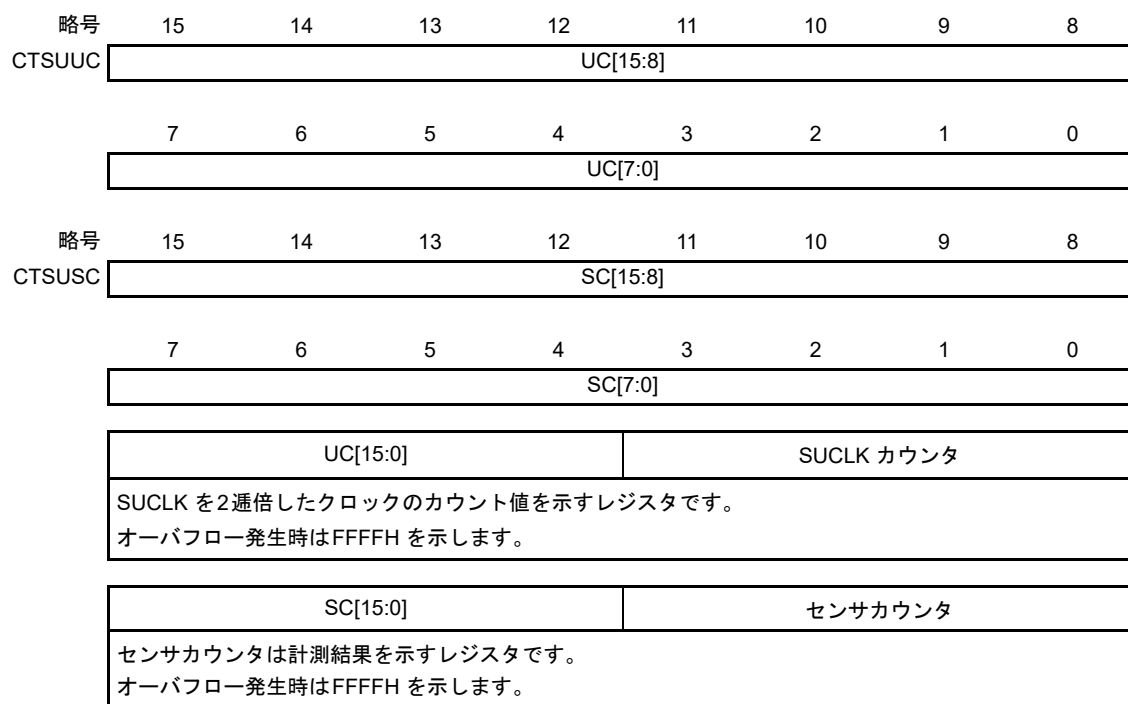 略号 15 14 13 12 11 10 9 8
CTSUUC UC[15:8]
7 6 5 4 3 2 1 0
UC[7:0]
略号 15 14 13 12 11 10 9 8
CTSUSC SC[15:8]
7 6 5 4 3 2 1 0
SC[7:0]
UC[15:0] SUCLK カウンタ
SUCLK を2逓倍したクロックのカウント値を示すレジスタです。
オーバフロー発生時はFFFFH を示します。
SC[15:0] センサカウンタ
センサカウンタは計測結果を示すレジスタです。
オーバフロー発生時はFFFFH を示します。